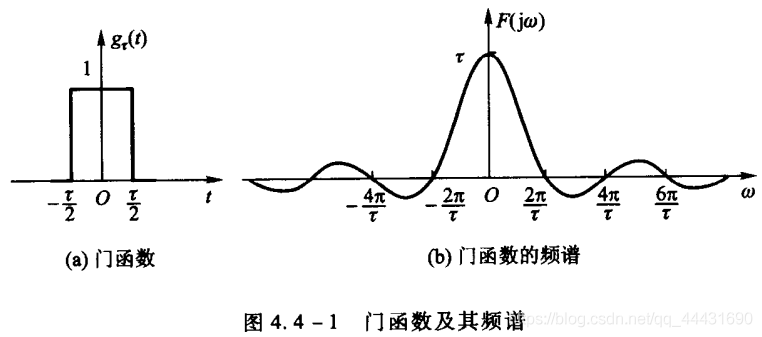 g_τ(t)
1
-τ/2 O τ/2 t
(a) 门函数
F(jω)
τ
-4π/τ -2π/τ O 2π/τ 4π/τ 6π/τ ω
(b) 门函数的频谱
图 4.4-1 门函数及其频谱
https://blog.csdn.net/qq_44431690